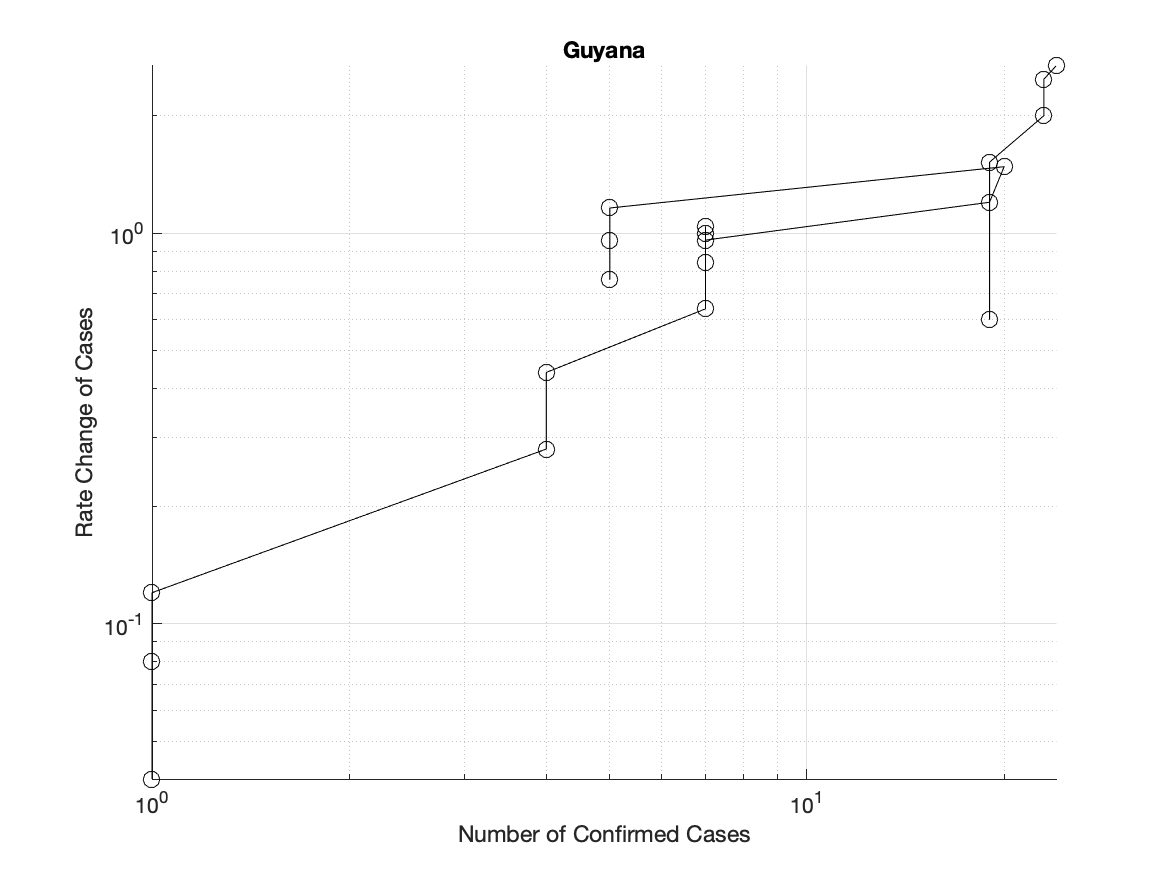 Guyana
Rate Change of Cases
10^0
10^-1
10^0
10^1
Number of Confirmed Cases